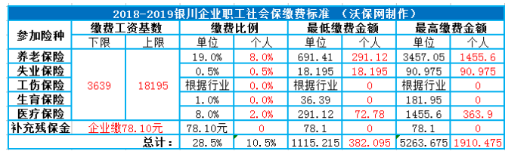 2018-2019银川企业职工社会保缴费标准 （沃保网制作）
参加险种 缴费工资基数 缴费比例 最低缴费金额 最高缴费金额
下限 上限 单位 个人 单位 个人 单位 个人
养老保险 3639 18195 19.0% 8.0% 691.41 291.12 3457.05 1455.6
失业保险 0.5% 0.5% 18.195 18.195 90.975 90.975
工伤保险 根据行业 0.0% 根据行业 0 根据行业 0
生育保险 1.0% 0.0% 36.39 0 181.95 0
医疗保险 8.0% 2.0% 291.12 72.78 1455.6 363.9
补充残保金 企业缴78.10元 78.10元 0 78.1 0 78.1 0
总计： 28.5% 10.5% 1115.215 382.095 5263.675 1910.475